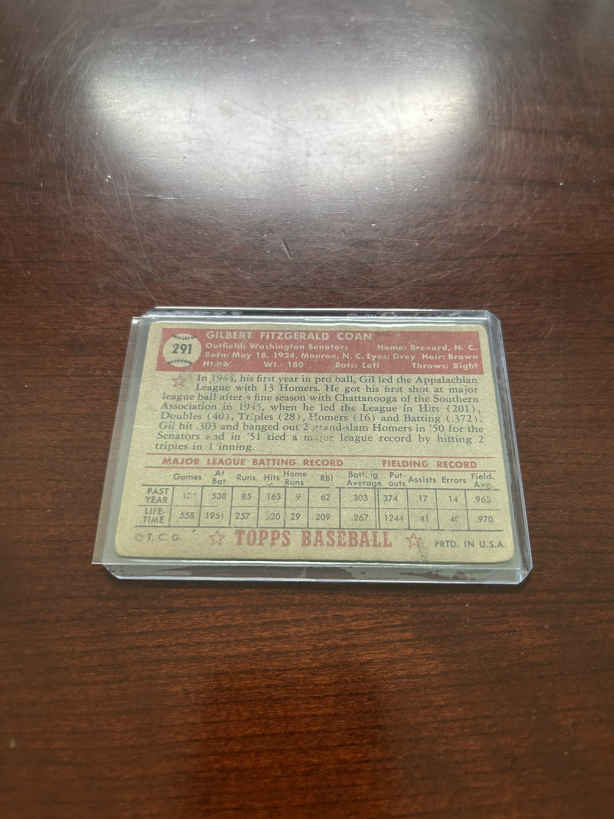 291
GILBERT FITZGERALD COAN
Outfield: Washington Senators Home: Brevard, N. C.
Born: May 18, 1924, Monroe, N. C. Eyes: Grey Hair: Brown
Ht. Wt. 180 Bats: Left Throws: Right
In 1944, his first year in pro ball, Gil led the Appalachian
League with 13 Homers. He got his first shot at major
league ball after a fine season with Chattanooga of the Southern
Association in 1945, when he led the League in Hits (201),
Doubles (40), Triples (28), Homers (16) and Batting (.372).
Gil hit .303 and banged out 2 grand-slam Homers in '50 for the
Senators and in '51 tied a major league record by hitting 2
triples in 1 inning.
MAJOR LEAGUE BATTING RECORD FIELDING RECORD
Games At Bat Runs Hits Home Runs RBI Batting Average Put-outs Assists Errors Field. Avg.
PAST YEAR 538 85 163 9 62 .303 374 17 14 .965
LIFE-TIME 558 1951 257 520 29 209 .267 1244 41 .970
© T. C. G. ☆ TOPPS BASEBALL ☆ PRTD. IN U.S.A.